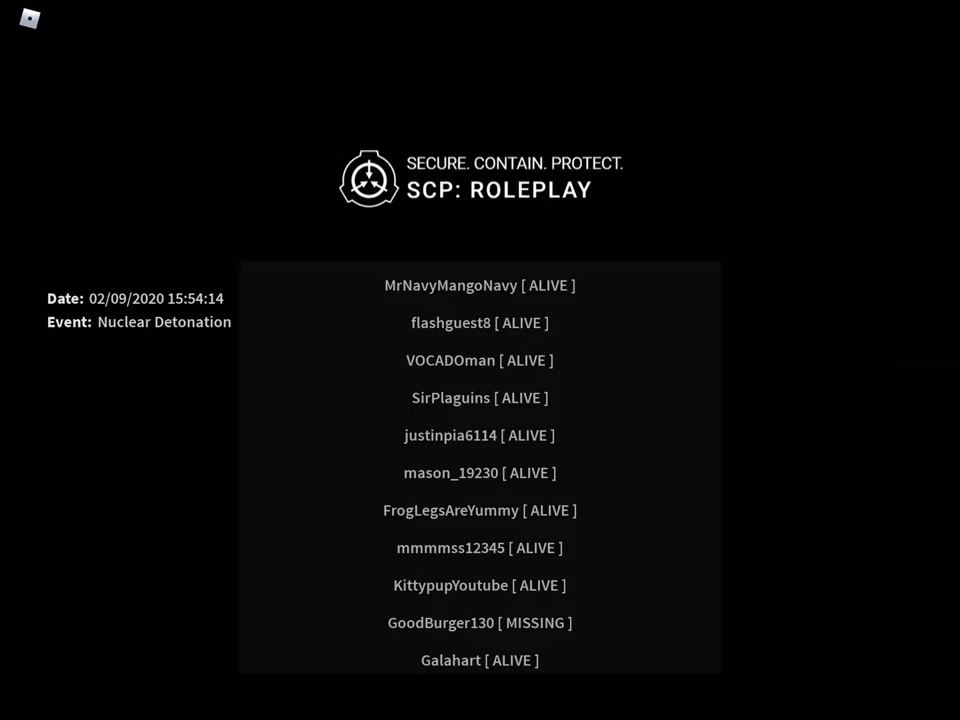 SECURE. CONTAIN. PROTECT.
SCP: ROLEPLAY
Date: 02/09/2020 15:54:14
Event: Nuclear Detonation
MrNavyMangoNavy [ ALIVE ]
flashguest8 [ ALIVE ]
VOCADOman [ ALIVE ]
SirPlaguins [ ALIVE ]
justinpia6114 [ ALIVE ]
mason_19230 [ ALIVE ]
FrogLegsAreYummy [ ALIVE ]
mmmmss12345 [ ALIVE ]
KittypupYoutube [ ALIVE ]
GoodBurger130 [ MISSING ]
Galahart [ ALIVE ]